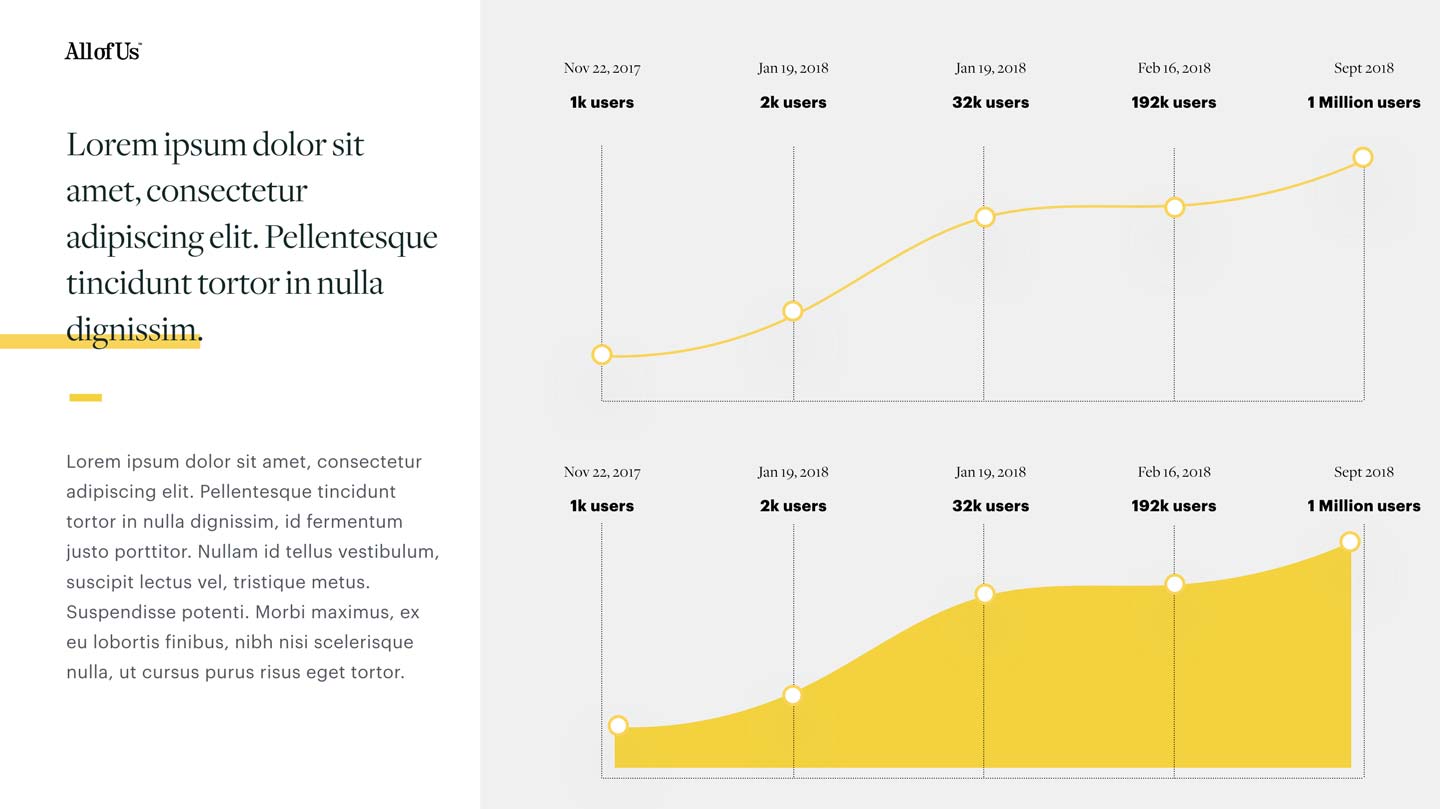 AllofUs™
Lorem ipsum dolor sit
amet, consectetur
adipiscing elit. Pellentesque
tincidunt tortor in nulla
dignissim.
Lorem ipsum dolor sit amet, consectetur
adipiscing elit. Pellentesque tincidunt
tortor in nulla dignissim, id fermentum
justo porttitor. Nullam id tellus vestibulum,
suscipit lectus vel, tristique metus.
Suspendisse potenti. Morbi maximus, ex
eu lobortis finibus, nibh nisi scelerisque
nulla, ut cursus purus risus eget tortor.
Nov 22, 2017 Jan 19, 2018 Jan 19, 2018 Feb 16, 2018 Sept 2018
1k users 2k users 32k users 192k users 1 Million users
Nov 22, 2017 Jan 19, 2018 Jan 19, 2018 Feb 16, 2018 Sept 2018
1k users 2k users 32k users 192k users 1 Million users